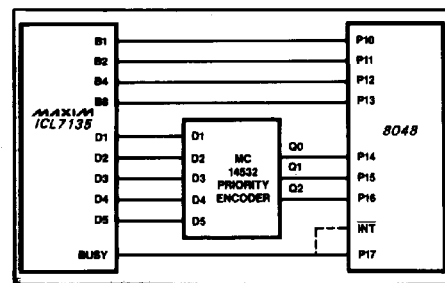 B1
B2
B4
B8
MAXIM
ICL7135
D1
D2
D3
D4
D5
BUSY
D1
D2
D3
D4
D5
MC
14532
PRIORITY
ENCODER
Q0
Q1
Q2
P10
P11
P12
P13
8048
P14
P15
P16
INT
P17